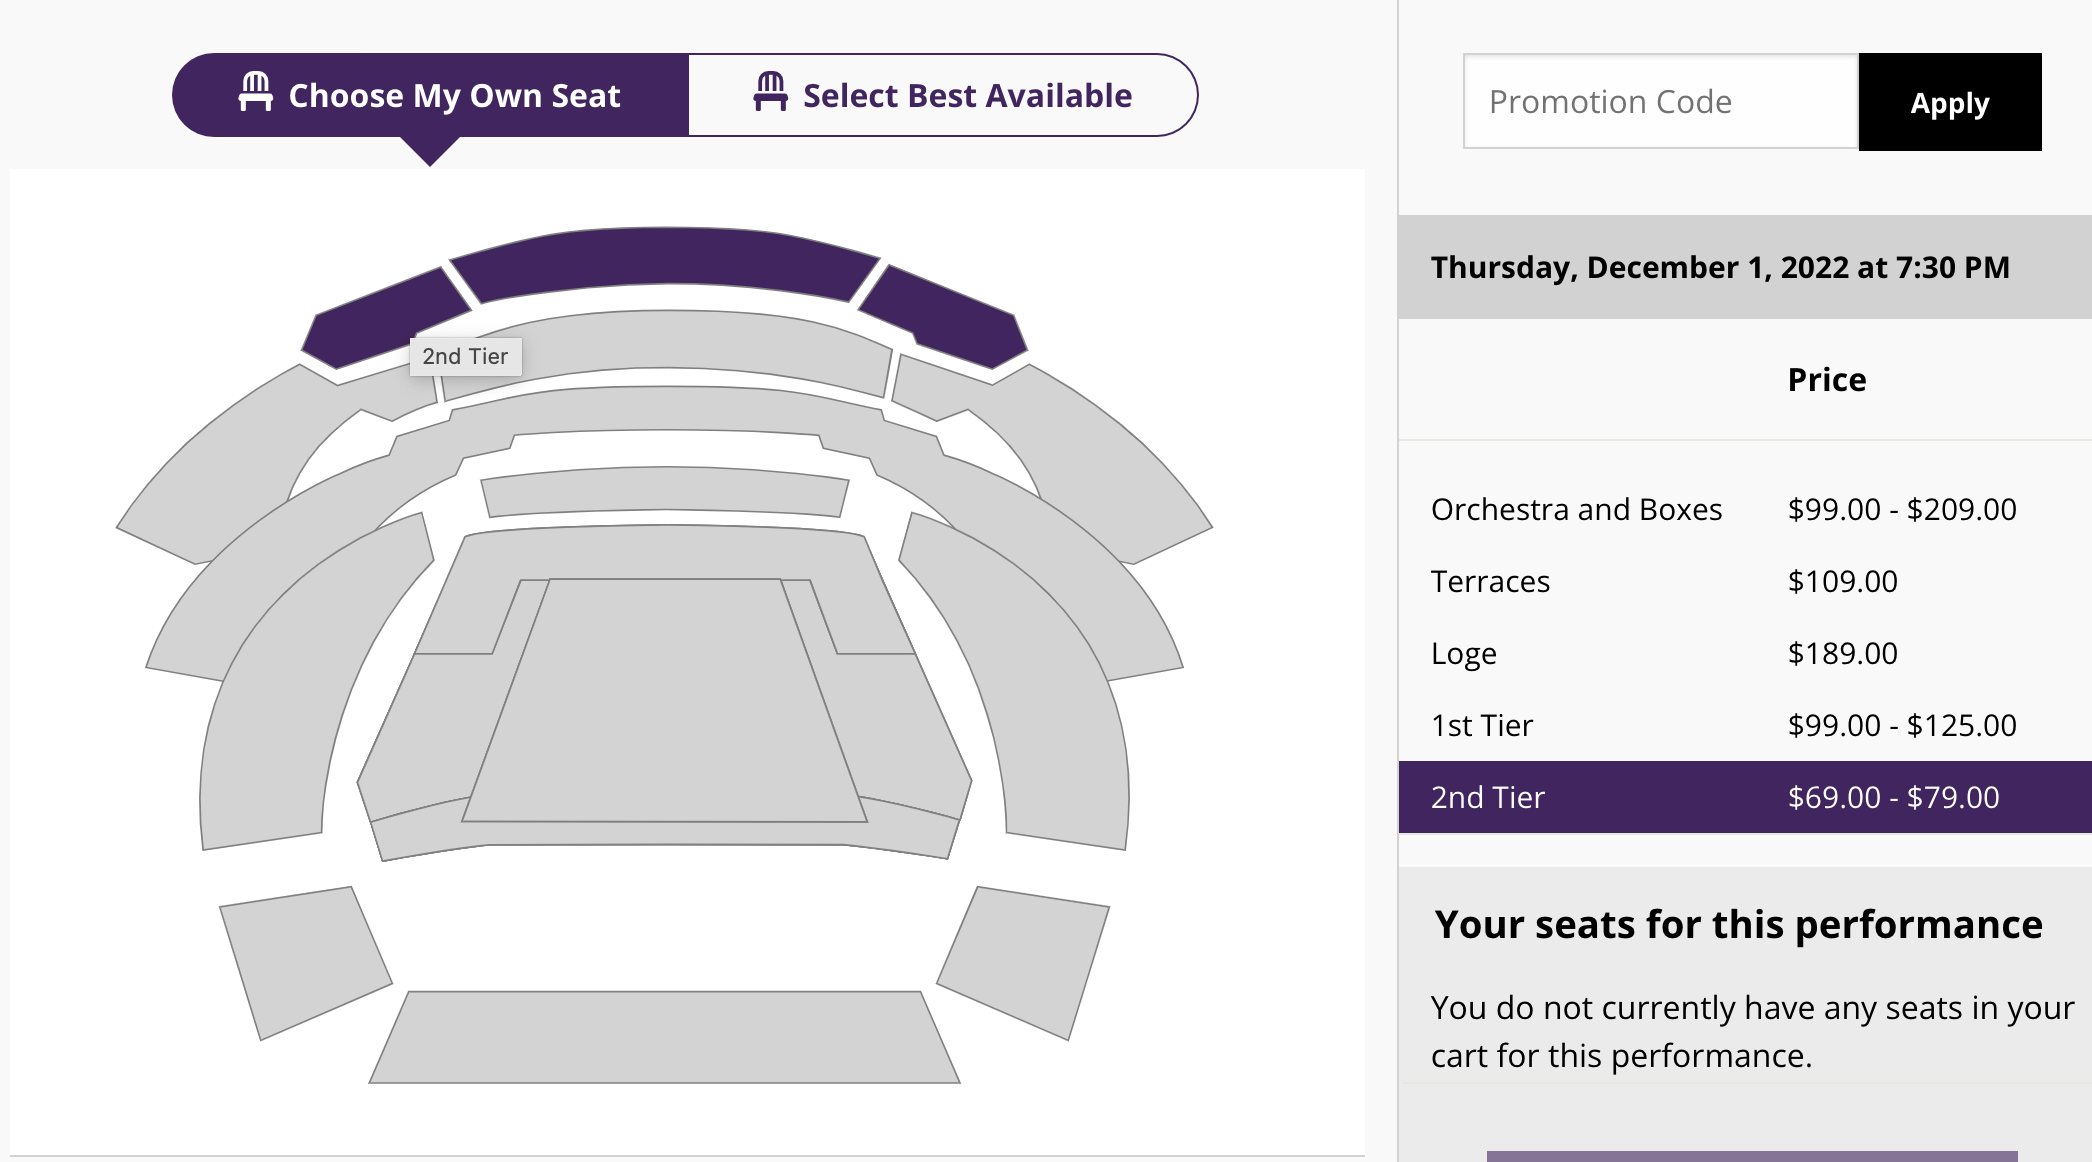 Choose My Own Seat
Select Best Available
2nd Tier
Promotion Code
Apply
Thursday, December 1, 2022 at 7:30 PM
Price
Orchestra and Boxes $99.00 - $209.00
Terraces $109.00
Loge $189.00
1st Tier $99.00 - $125.00
2nd Tier $69.00 - $79.00
Your seats for this performance
You do not currently have any seats in your
cart for this performance.